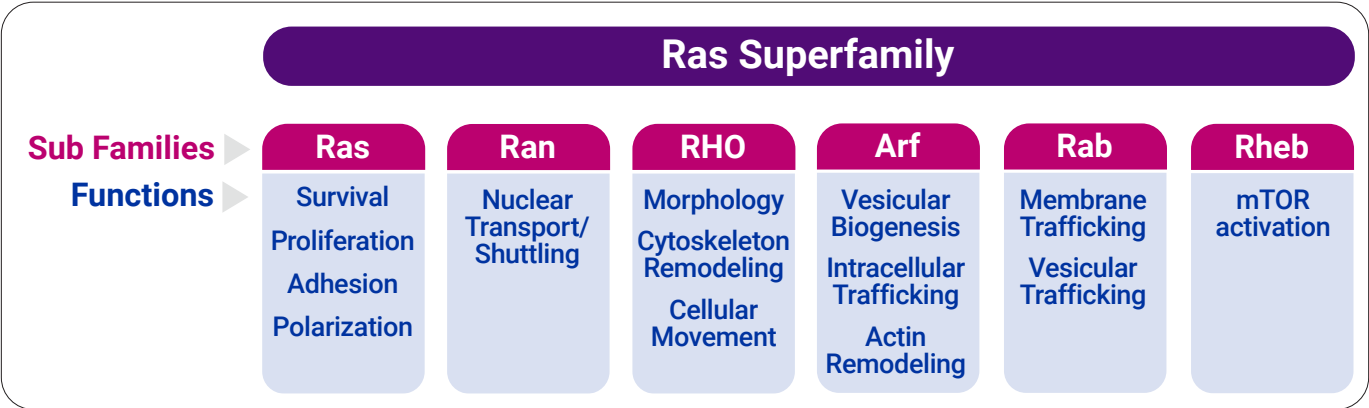 Ras Superfamily
Sub Families
Ras
Ran
RHO
Arf
Rab
Rheb
Functions
Survival
Proliferation
Adhesion
Polarization
Nuclear
Transport/
Shuttling
Morphology
Cytoskeleton
Remodeling
Cellular
Movement
Vesicular
Biogenesis
Intracellular
Trafficking
Actin
Remodeling
Membrane
Trafficking
Vesicular
Trafficking
mTOR
activation